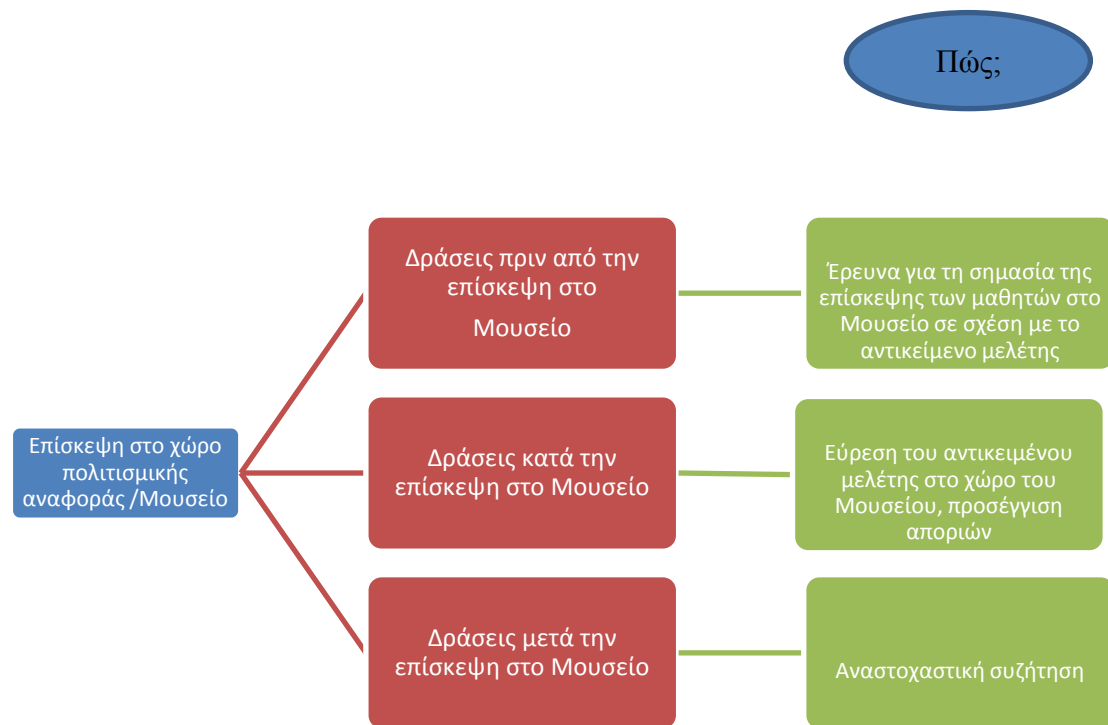 Πώς;
Δράσεις πριν από την
επίσκεψη στο
Μουσείο
Έρευνα για τη σημασία της
επίσκεψης των μαθητών στο
Μουσείο σε σχέση με το
αντικείμενο μελέτης
Επίσκεψη στο χώρο
πολιτισμικής
αναφοράς /Μουσείο
Δράσεις κατά την
επίσκεψη στο Μουσείο
Εύρεση του αντικειμένου
μελέτης στο χώρο του
Μουσείου, προσέγγιση
αποριών
Δράσεις μετά την
επίσκεψη στο Μουσείο
Αναστοχαστική συζήτηση